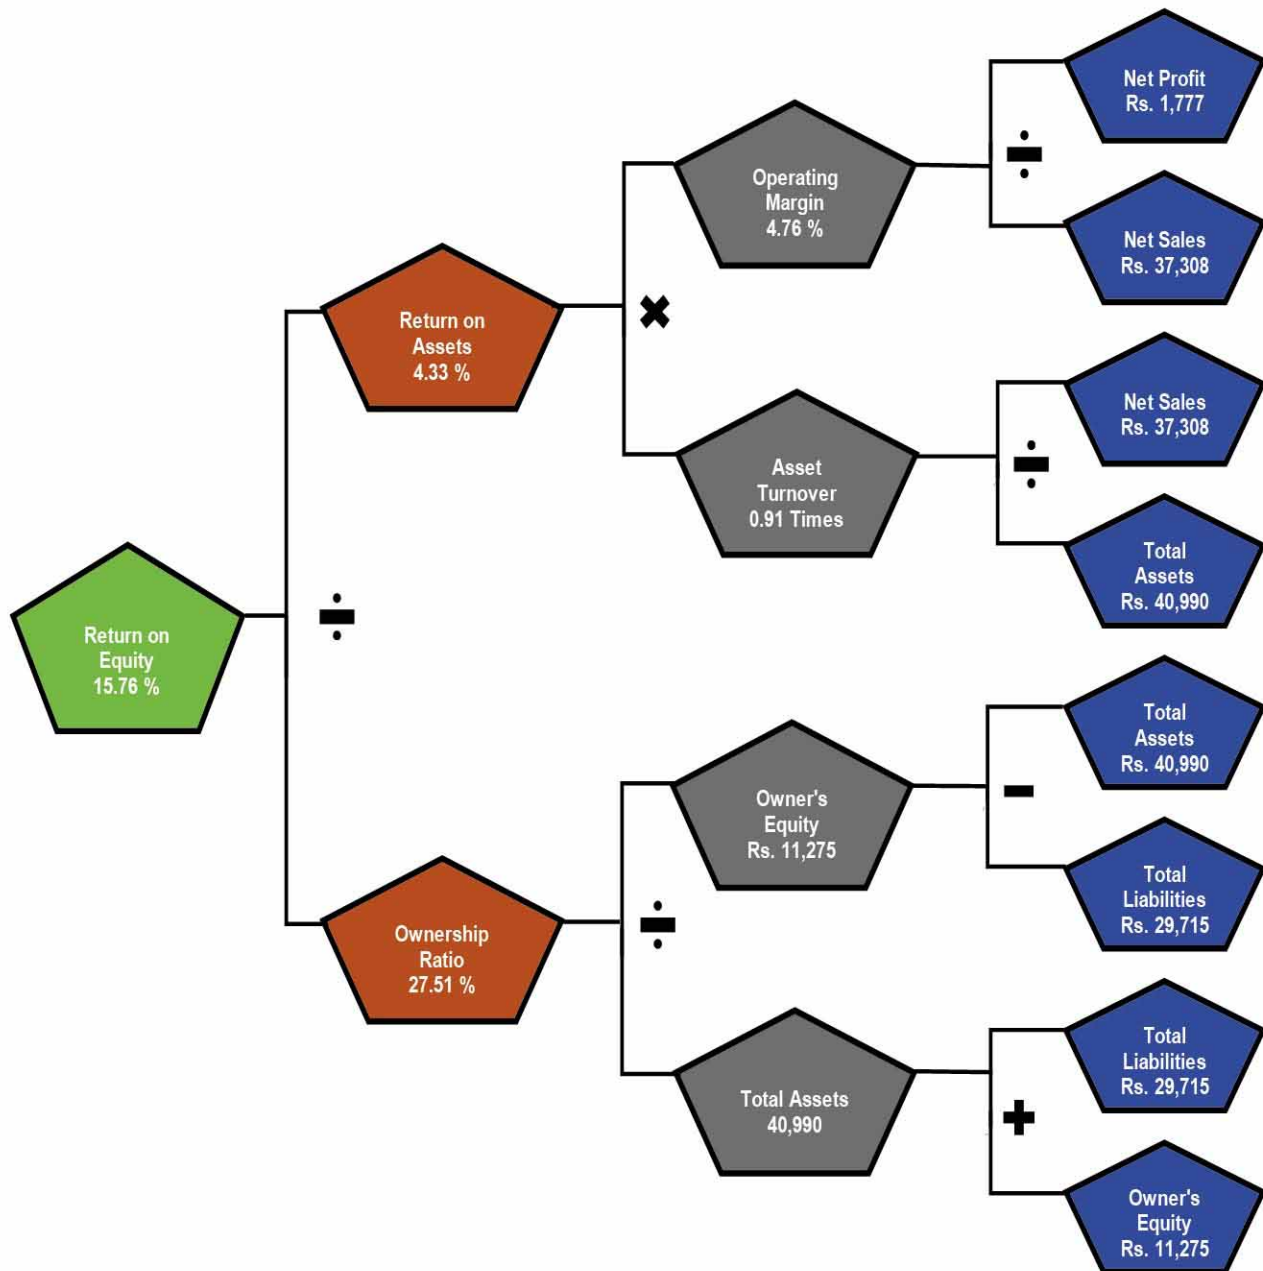 Net Profit
Rs. 1,777
Operating
Margin
4.76 %
Net Sales
Rs. 37,308
Return on
Assets
4.33 %
Net Sales
Rs. 37,308
Asset
Turnover
0.91 Times
Total
Assets
Rs. 40,990
Return on
Equity
15.76 %
Total
Assets
Rs. 40,990
Owner's
Equity
Rs. 11,275
Total
Liabilities
Rs. 29,715
Ownership
Ratio
27.51 %
Total
Liabilities
Rs. 29,715
Total Assets
40,990
Owner's
Equity
Rs. 11,275